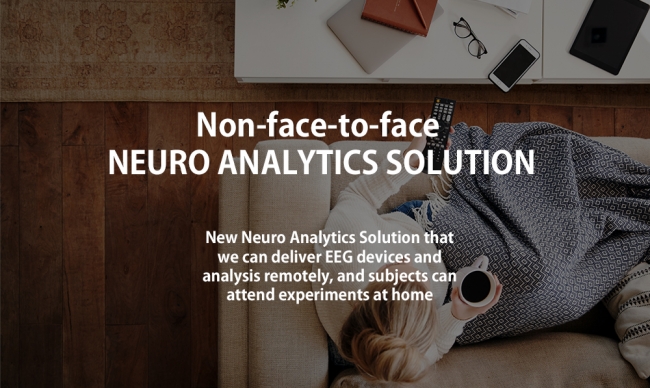 Non-face-to-face
NEURO ANALYTICS SOLUTION
New Neuro Analytics Solution that
we can deliver EEG devices and
analysis remotely, and subjects can
attend experiments at home